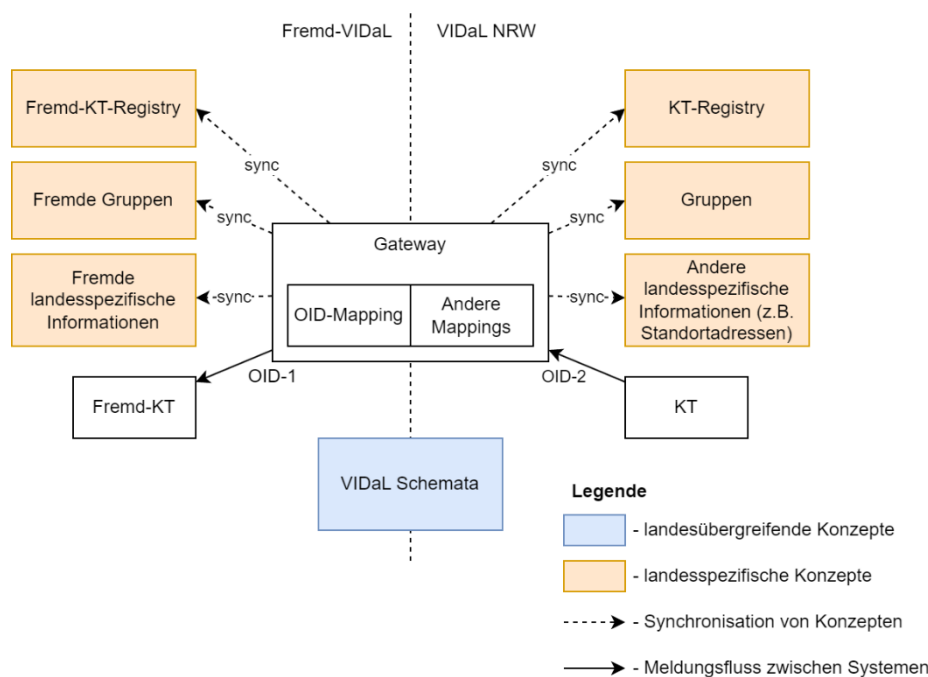 Fremd-VIDaL
VIDaL NRW
Fremd-KT-Registry
KT-Registry
sync
sync
Fremde Gruppen
Gruppen
sync
sync
Gateway
Fremde
landesspezifische
Informationen
sync
OID-Mapping
Andere
Mappings
sync
Andere
landesspezifische
Informationen (z.B.
Standortadressen)
OID-1
OID-2
Fremd-KT
KT
VIDaL Schemata
Legende
- landesübergreifende Konzepte
- landesspezifische Konzepte
- Synchronisation von Konzepten
- Meldungsfluss zwischen Systemen